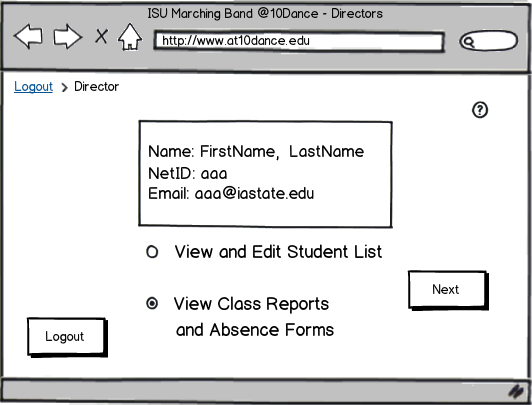 ISU Marching Band @10Dance - Directors
http://www.at10dance.edu
Logout > Director
?
Name: FirstName, LastName
NetID: aaa
Email: aaa@iastate.edu
View and Edit Student List
Next
View Class Reports
and Absence Forms
Logout